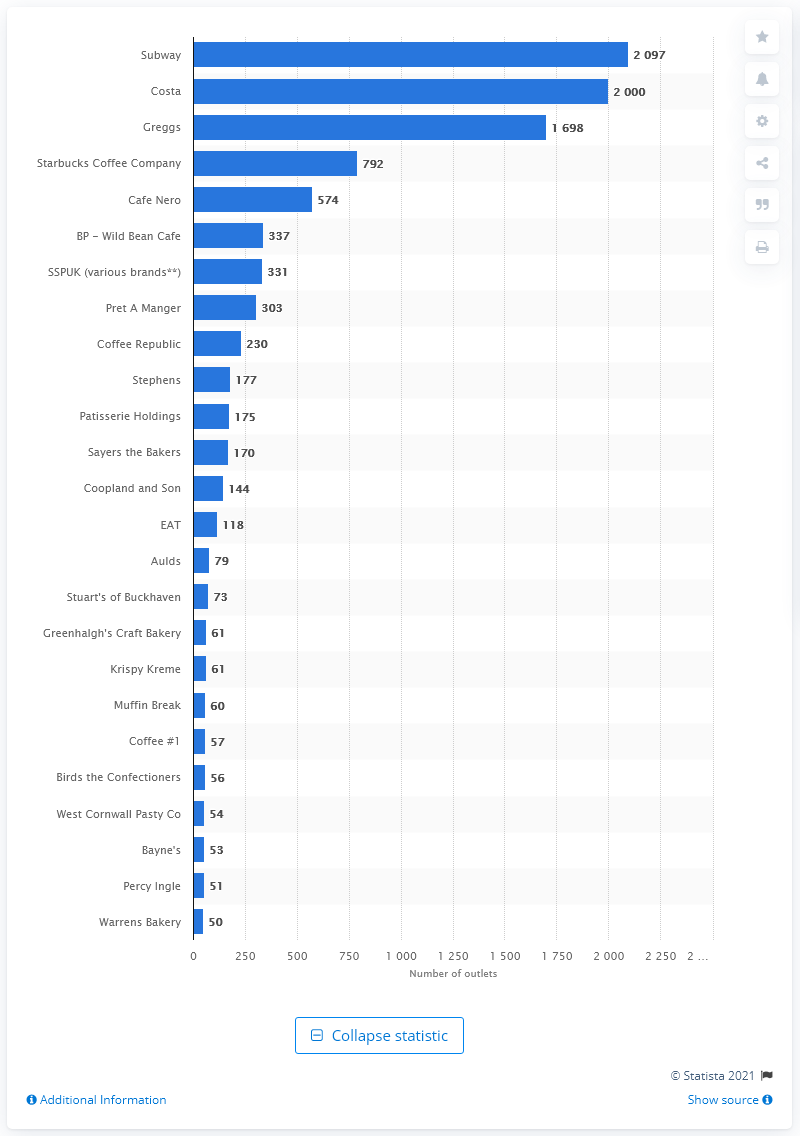 Subway 2 097
Costa 2 000
Greggs 1 698
Starbucks Coffee Company 792
Cafe Nero 574
BP - Wild Bean Cafe 337
SSPUK (various brands**) 331
Pret A Manger 303
Coffee Republic 230
Stephens 177
Patisserie Holdings 175
Sayers the Bakers 170
Coopland and Son 144
EAT 118
Aulds 79
Stuart's of Buckhaven 73
Greenhalgh's Craft Bakery 61
Krispy Kreme 61
Muffin Break 60
Coffee #1 57
Birds the Confectioners 56
West Cornwall Pasty Co 54
Bayne's 53
Percy Ingle 51
Warrens Bakery 50
0 250 500 750 1 000 1 250 1 500 1 750 2 000 2 250 2 ...
Number of outlets
Collapse statistic
© Statista 2021
Additional Information Show source